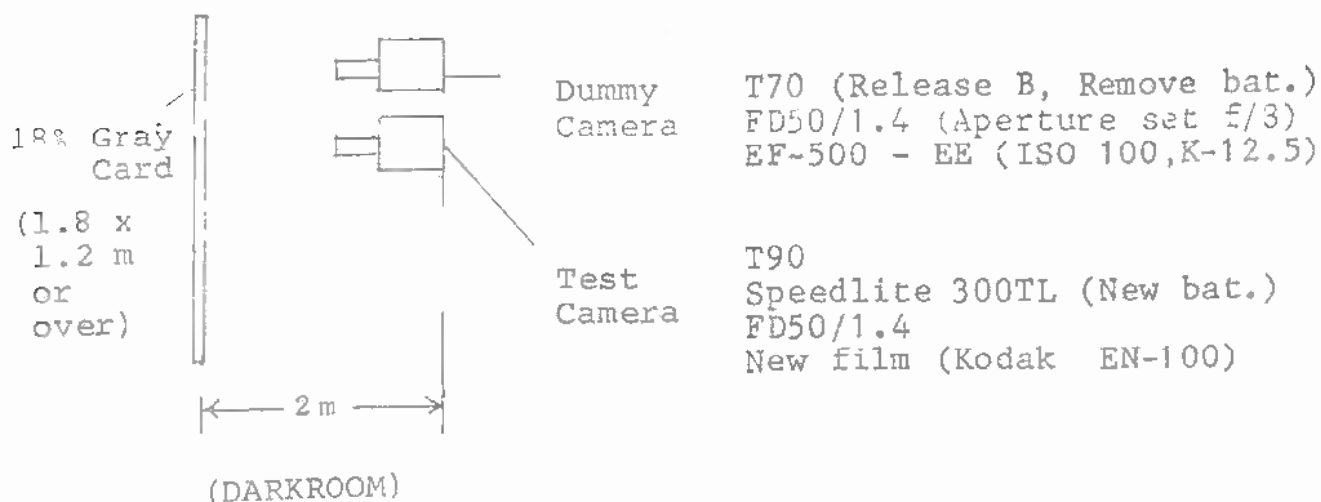 18% Gray
Card
(1.8 x
1.2 m
or
over)
Dummy
Camera
T70 (Release B, Remove bat.)
FD50/1.4 (Aperture set f/3)
EF-500 - EE (ISO 100,K-12.5)
Test
Camera
T90
Speedlite 300TL (New bat.)
FD50/1.4
New film (Kodak EN-100)
2 m
(DARKROOM)